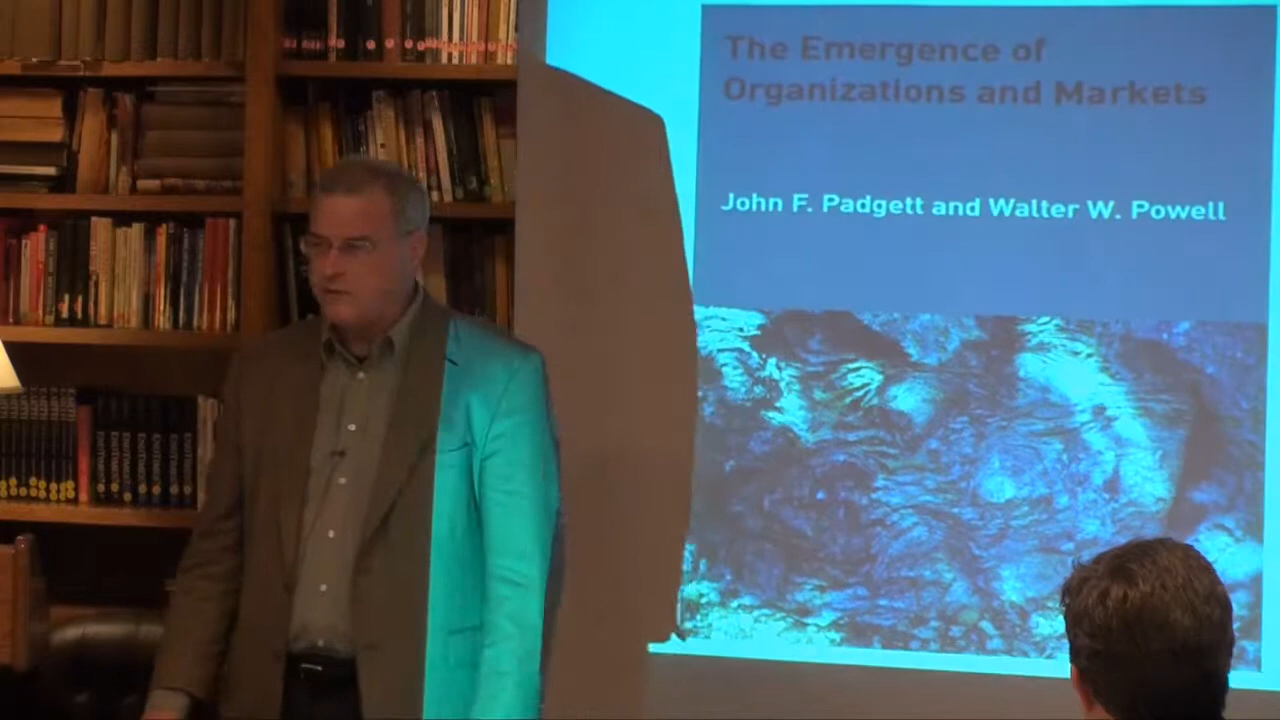 The Emergence of
Organizations and Markets
John F. Padgett and Walter W. Powell